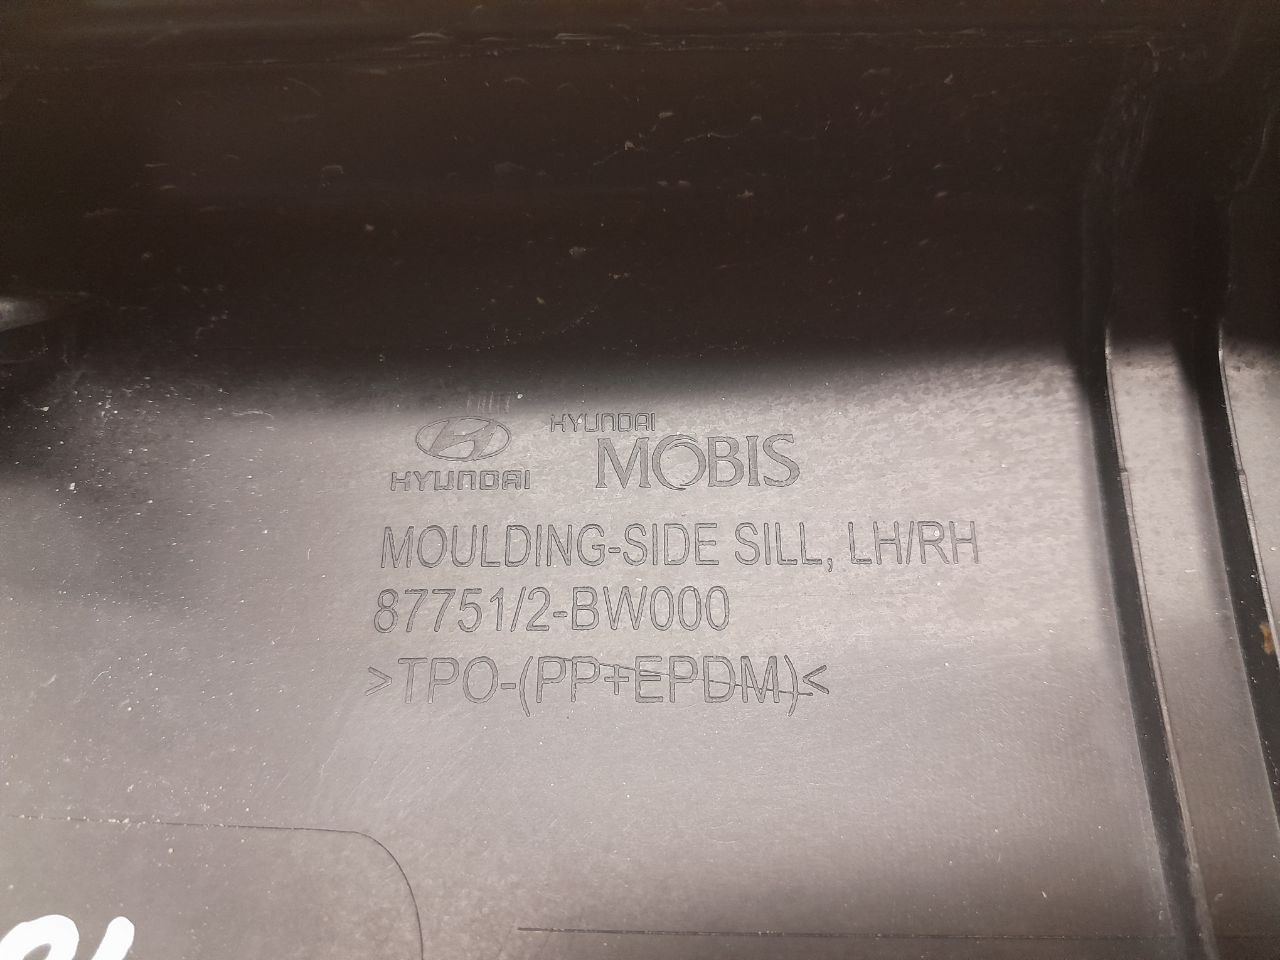 HYUNDAI
HYUNDAI
MOBIS
MOULDING-SIDE SILL, LH/RH
87751/2-BW000
>TPO-(PP+EPDM)<